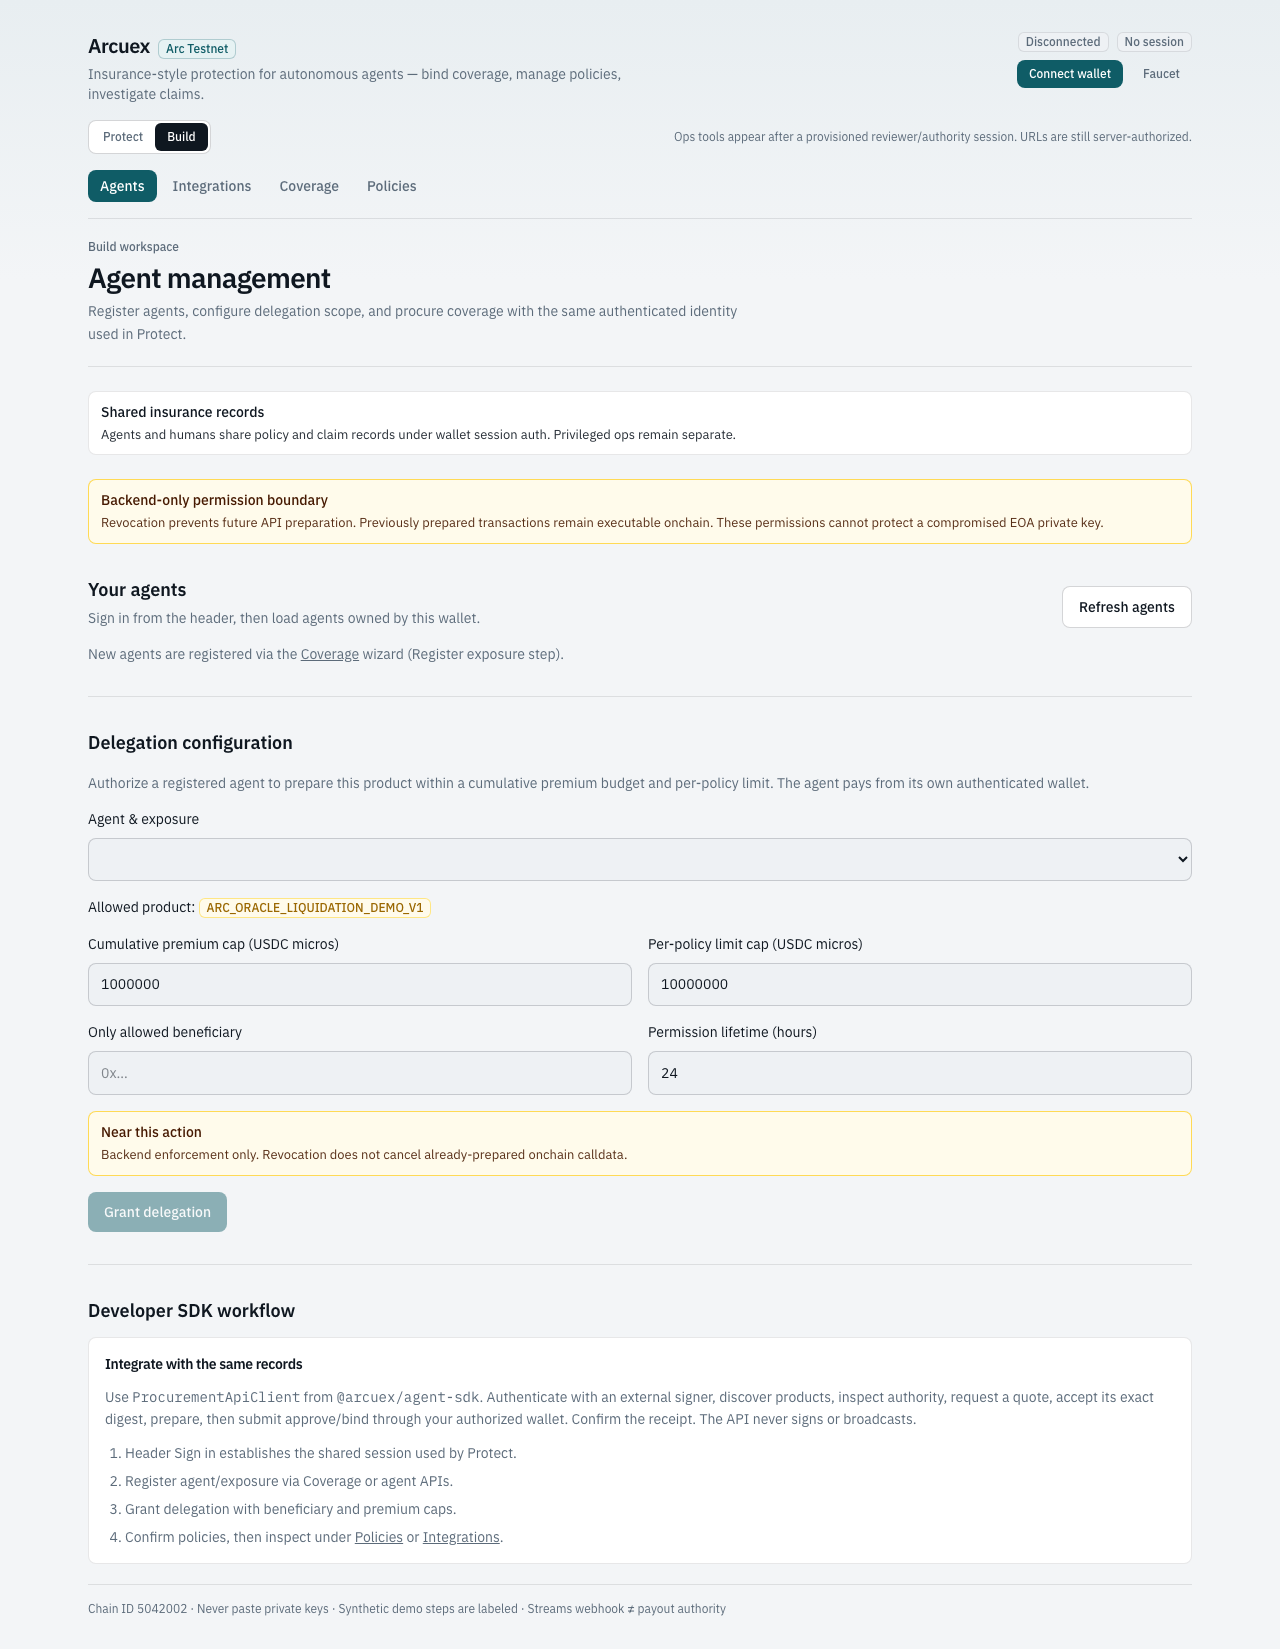 Arcuex Arc Testnet
Disconnected No session
Insurance-style protection for autonomous agents — bind coverage, manage policies,
investigate claims.
Connect wallet Faucet
Protect Build
Ops tools appear after a provisioned reviewer/authority session. URLs are still server-authorized.
Agents Integrations Coverage Policies
Build workspace
Agent management
Register agents, configure delegation scope, and procure coverage with the same authenticated identity
used in Protect.
Shared insurance records
Agents and humans share policy and claim records under wallet session auth. Privileged ops remain separate.
Backend-only permission boundary
Revocation prevents future API preparation. Previously prepared transactions remain executable onchain. These permissions cannot protect a compromised EOA private key.
Your agents
Sign in from the header, then load agents owned by this wallet.
Refresh agents
New agents are registered via the Coverage wizard (Register exposure step).
Delegation configuration
Authorize a registered agent to prepare this product within a cumulative premium budget and per-policy limit. The agent pays from its own authenticated wallet.
Agent & exposure
Allowed product: ARC_ORACLE_LIQUIDATION_DEMO_V1
Cumulative premium cap (USDC micros) Per-policy limit cap (USDC micros)
1000000 10000000
Only allowed beneficiary Permission lifetime (hours)
0x... 24
Near this action
Backend enforcement only. Revocation does not cancel already-prepared onchain calldata.
Grant delegation
Developer SDK workflow
Integrate with the same records
Use ProcurementApiClient from @arcuex/agent-sdk. Authenticate with an external signer, discover products, inspect authority, request a quote, accept its exact
digest, prepare, then submit approve/bind through your authorized wallet. Confirm the receipt. The API never signs or broadcasts.
1. Header Sign in establishes the shared session used by Protect.
2. Register agent/exposure via Coverage or agent APIs.
3. Grant delegation with beneficiary and premium caps.
4. Confirm policies, then inspect under Policies or Integrations.
Chain ID 5042002 · Never paste private keys · Synthetic demo steps are labeled · Streams webhook ≠ payout authority